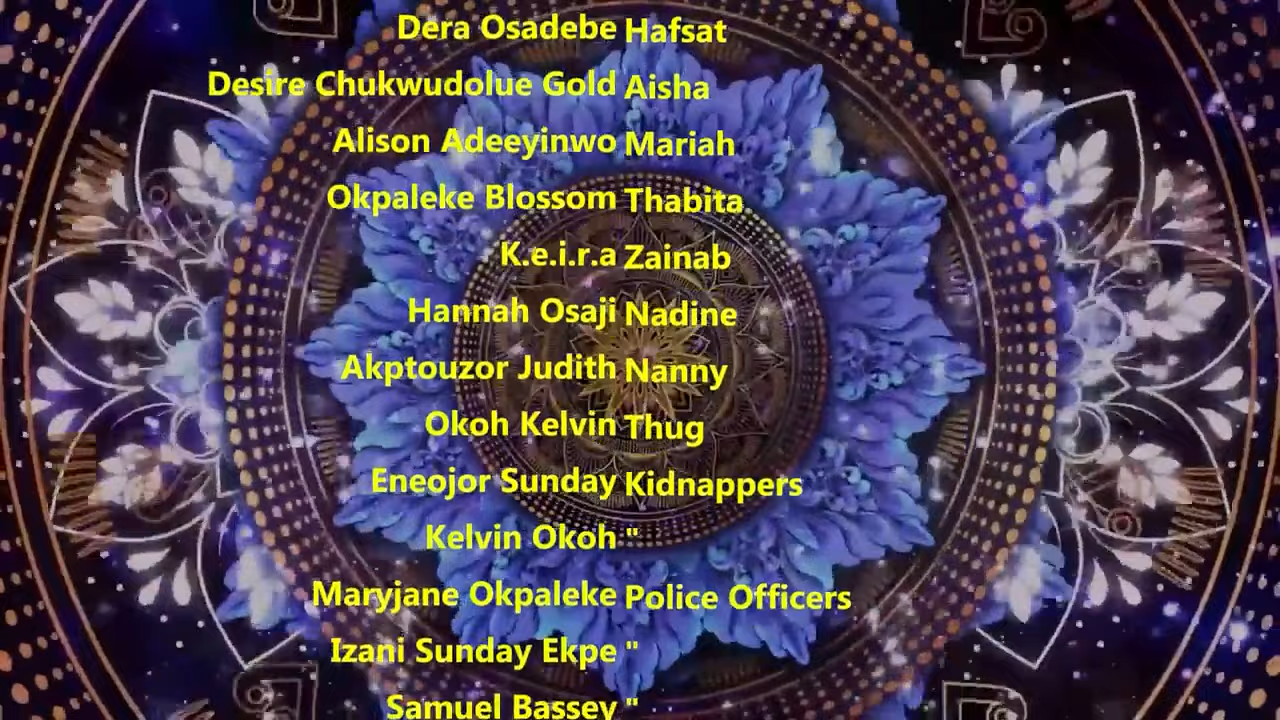 Dera Osadebe Hafsat
Desire Chukwudolue Gold Aisha
Alison Adeeyinwo Mariah
Okpaleke Blossom Thabita
K.e.i.r.a Zainab
Hannah Osaji Nadine
Akptouzor Judith Nanny
Okoh Kelvin Thug
Eneojor Sunday Kidnappers
Kelvin Okoh "
Maryjane Okpaleke Police Officers
Izani Sunday Ekpe "
Samuel Bassey "